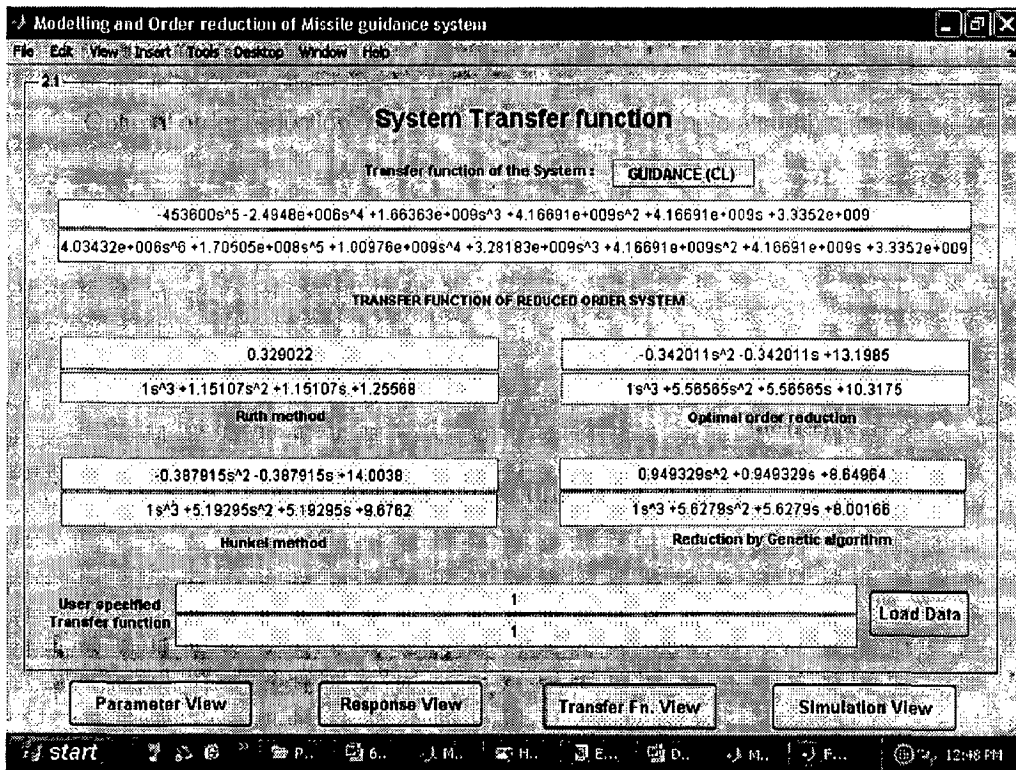 Modelling and Order reduction of Missile guidance system
File Edit View Insert Tools Desktop Window Help
2.1
System Transfer function
Transfer function of the System : GUIDANCE (CL)
-453600s^5 -2.4948e+006s^4 +1.66363e+009s^3 +4.16691e+009s^2 +4.16691e+009s +3.3352e+009
4.03432e+006s^6 +1.70505e+008s^5 +1.00976e+009s^4 +3.28183e+009s^3 +4.16691e+009s^2 +4.16691e+009s +3.3352e+009
TRANSFER FUNCTION OF REDUCED ORDER SYSTEM
0.329022
1s^3 +1.15107s^2 +1.15107s +1.25568
Ruth method
-0.342011s^2 -0.342011s +13.1985
1s^3 +5.56565s^2 +5.56565s +10.3175
Optimal order reduction
-0.387915s^2 -0.387915s +14.0038
1s^3 +5.19295s^2 +5.19295s +9.6762
Hunkel method
0.949329s^2 +0.949329s +8.64964
1s^3 +5.6279s^2 +5.6279s +8.00166
Reduction by Genetic algorithm
User specified
Transfer function
1
1
Load Data
Parameter View Response View Transfer Fn. View Simulation View
start P.. 6.. M.. H.. E... D.. M.. F... 12:48 PM